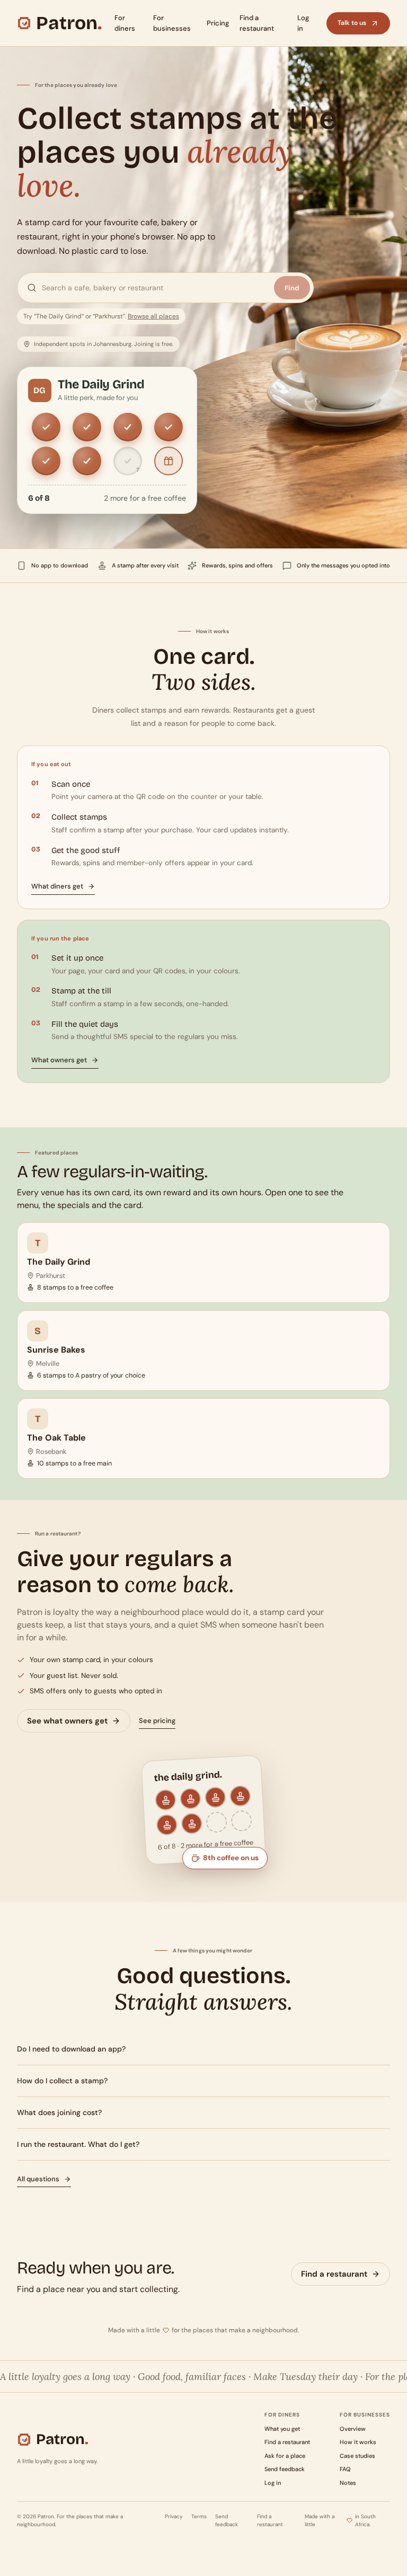 Patron.
For diners
For businesses
Pricing
Find a restaurant
Log in
Talk to us
For the places you already love
Collect stamps at the
places you already
love.
A stamp card for your favourite cafe, bakery or
restaurant, right in your phone's browser. No app to
download. No plastic card to lose.
Search a cafe, bakery or restaurant
Find
Try "The Daily Grind" or "Parkhurst". Browse all places
Independent spots in Johannesburg. Joining is free.
DG
The Daily Grind
A little perk, made for you
6 of 8
2 more for a free coffee
No app to download
A stamp after every visit
Rewards, spins and offers
Only the messages you opted into
How it works
One card.
Two sides.
Diners collect stamps and earn rewards. Restaurants get a guest
list and a reason for people to come back.
If you eat out
01 Scan once
Point your camera at the QR code on the counter or your table.
02 Collect stamps
Staff confirm a stamp after your purchase. Your card updates instantly.
03 Get the good stuff
Rewards, spins and member-only offers appear in your card.
What diners get
If you run the place
01 Set it up once
Your page, your card and your QR codes, in your colours.
02 Stamp at the till
Staff confirm a stamp in a few seconds, one-handed.
03 Fill the quiet days
Send a thoughtful SMS special to the regulars you miss.
What owners get
Featured places
A few regulars-in-waiting.
Every venue has its own card, its own reward and its own hours. Open one to see the
menu, the specials and the card.
T
The Daily Grind
Parkhurst
8 stamps to a free coffee
S
Sunrise Bakes
Melville
6 stamps to A pastry of your choice
T
The Oak Table
Rosebank
10 stamps to a free main
Run a restaurant?
Give your regulars a
reason to come back.
Patron is loyalty the way a neighbourhood place would do it, a stamp card your
guests keep, a list that stays yours, and a quiet SMS when someone hasn't been
in for a while.
Your own stamp card, in your colours
Your guest list. Never sold.
SMS offers only to guests who opted in
See what owners get
See pricing
the daily grind.
6 of 8 · 2 more for a free coffee
8th coffee on us
A few things you might wonder
Good questions.
Straight answers.
Do I need to download an app?
How do I collect a stamp?
What does joining cost?
I run the restaurant. What do I get?
All questions
Ready when you are.
Find a place near you and start collecting.
Find a restaurant
Made with a little for the places that make a neighbourhood.
A little loyalty goes a long way · Good food, familiar faces · Make Tuesday their day · For the pl
Patron.
A little loyalty goes a long way.
FOR DINERS
What you get
Find a restaurant
Ask for a place
Send feedback
Log in
FOR BUSINESSES
Overview
How it works
Case studies
FAQ
Notes
© 2026 Patron. For the places that make a
neighbourhood.
Privacy
Terms
Send feedback
Find a restaurant
Made with a little in South Africa.